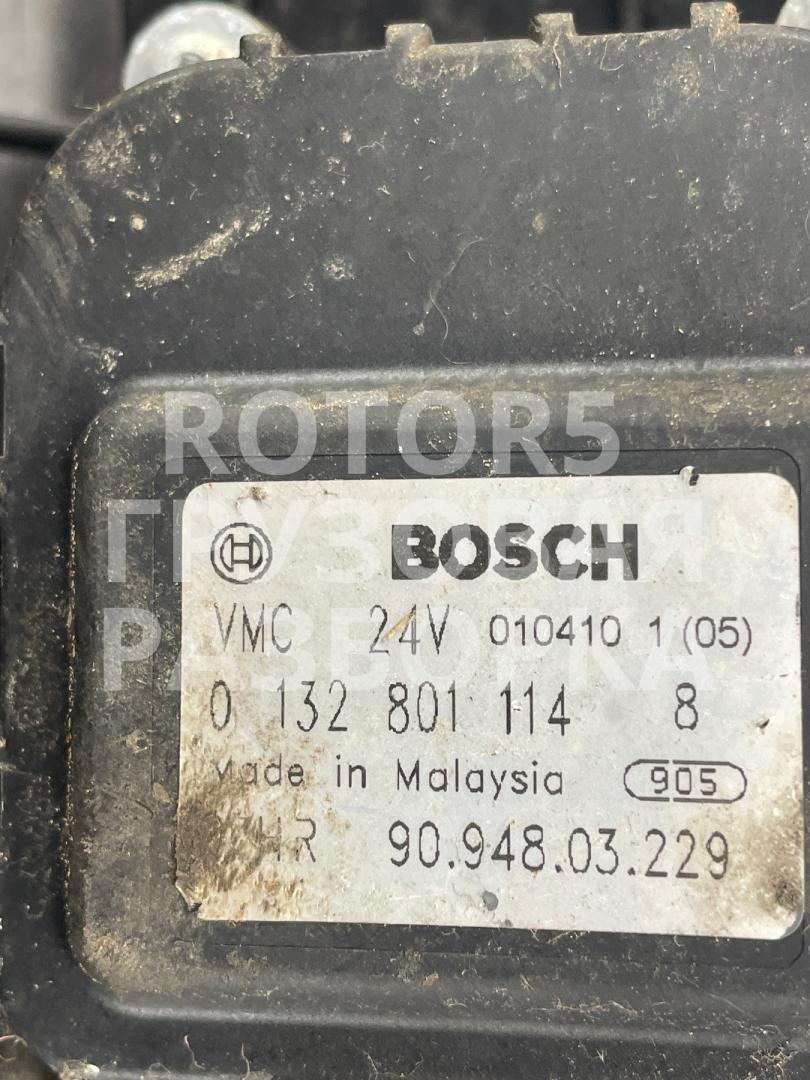 ROTOR5
ГРУЗОВАЯ
РАЗБОРКА
BOSCH
VMC 24V 010410 1 (05)
0 132 801 114 8
Made in Malaysia 905
90.948.03.229